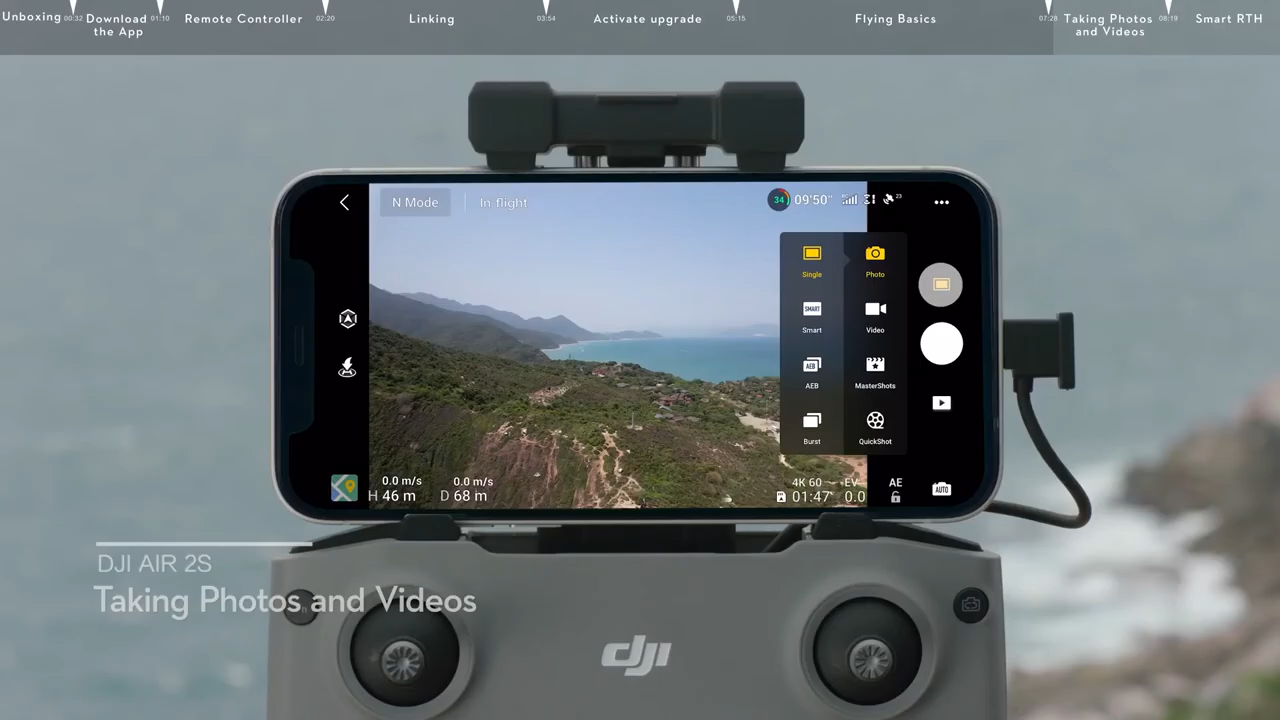 Unboxing
00:32
Download
the App
01:10
Remote Controller
02:20
Linking
03:54
Activate upgrade
05:15
Flying Basics
07:28
Taking Photos
and Videos
08:19
Smart RTH
N Mode
In-flight
34
09'50"
23
Single
Photo
SMART
Smart
Video
AEB
AEB
MasterShots
Burst
QuickShot
0.0 m/s
H 46 m
0.0 m/s
D 68 m
4K 60
01:47"
EV
0.0
AE
AUTO
DJI AIR 2S
Taking Photos and Videos
dji